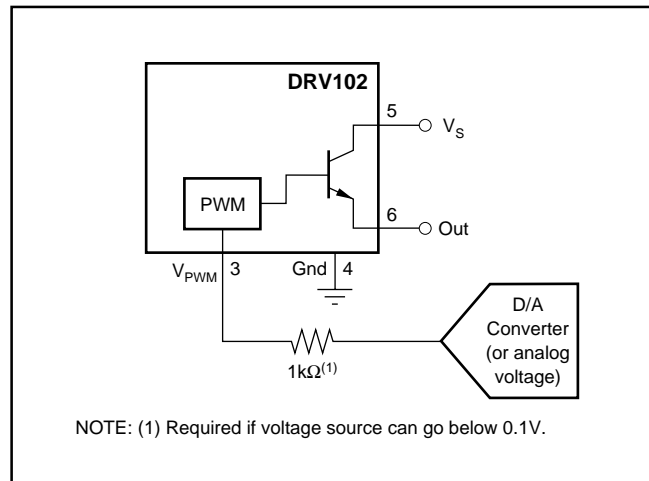 DRV102
5
V_S
PWM
6
Out
V_PWM 3 Gnd 4
D/A
Converter
(or analog
voltage)
1kΩ(1)
NOTE: (1) Required if voltage source can go below 0.1V.